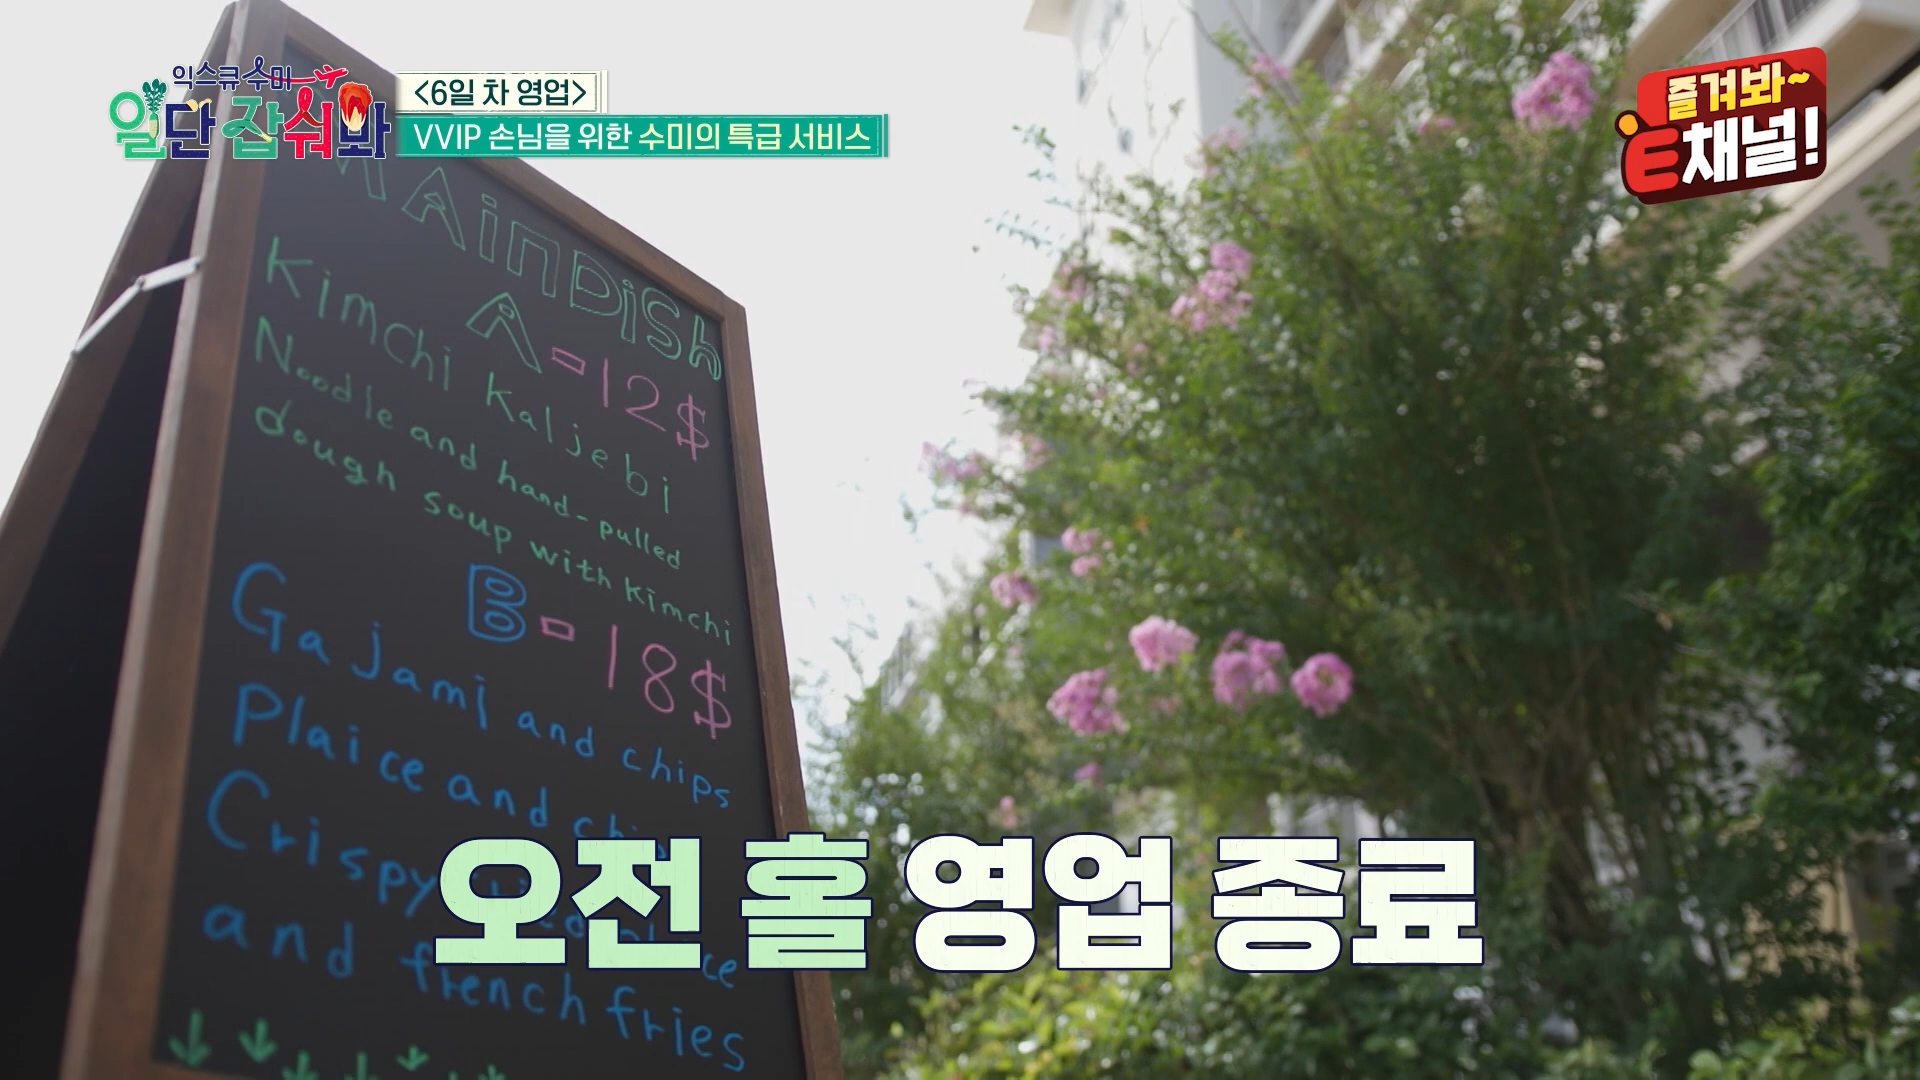 익스큐 수미
일단 잡숴봐
<6일 차 영업>
VVIP 손님을 위한 수미의 특급 서비스
즐겨봐~
E채널!
MAinDiSh
A-12$
Kimchi Kaljebi
Noodle and hand-pulled
dough soup with kimchi
B-18$
Gajami and chips
Plaice and
Crispy
and french fries
오전 홀 영업 종료